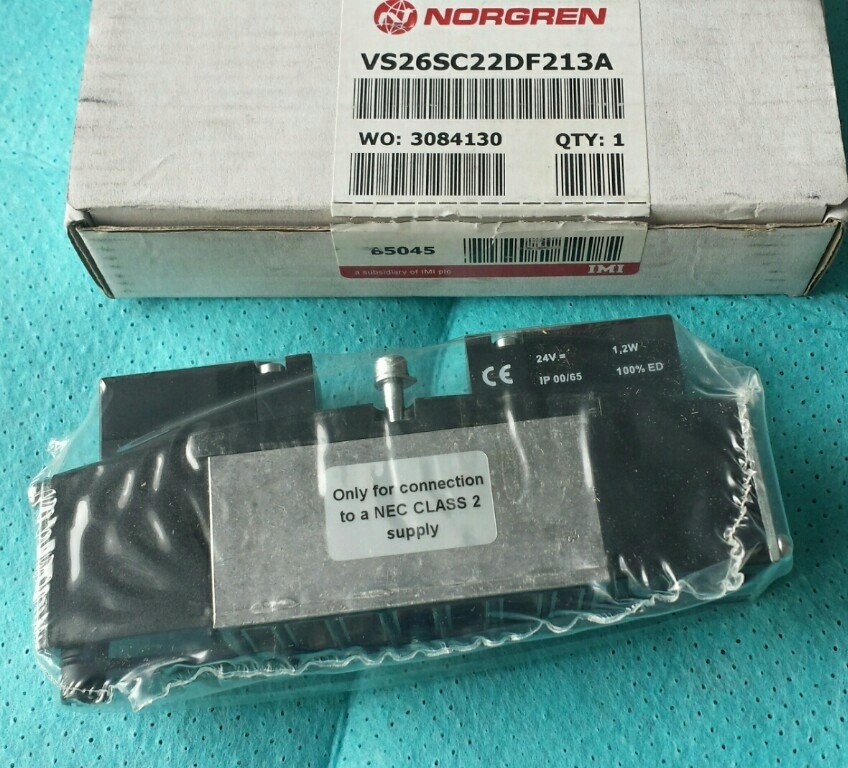 NORGREN
VS26SC22DF213A
WO: 3084130 QTY: 1
65045
a subsidiary of IMI plc IMI
CE 24V = 1,2W
IP 00/65 100% ED
Only for connection
to a NEC CLASS 2
supply